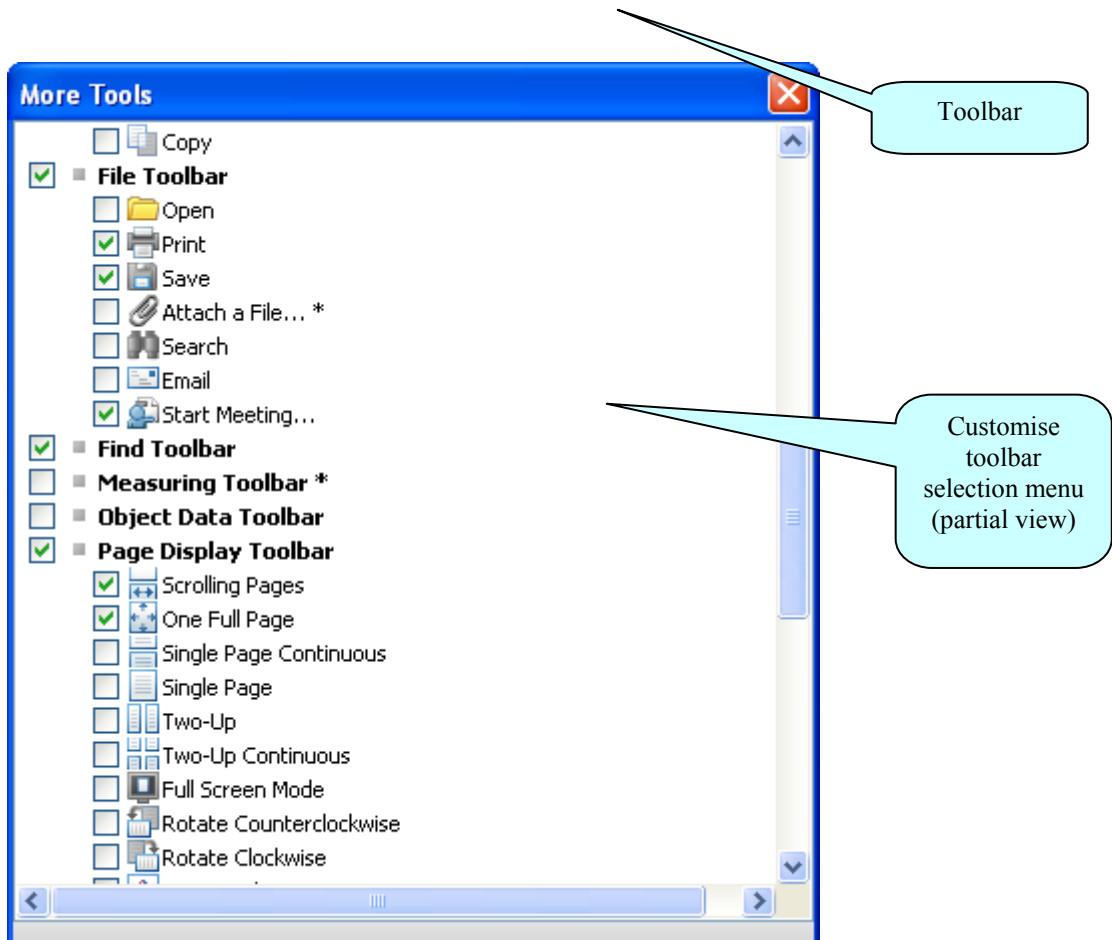 More Tools
Toolbar
Copy
File Toolbar
Open
Print
Save
Attach a File... *
Search
Email
Start Meeting...
Customise
toolbar
selection menu
(partial view)
Find Toolbar
Measuring Toolbar *
Object Data Toolbar
Page Display Toolbar
Scrolling Pages
One Full Page
Single Page Continuous
Single Page
Two-Up
Two-Up Continuous
Full Screen Mode
Rotate Counterclockwise
Rotate Clockwise